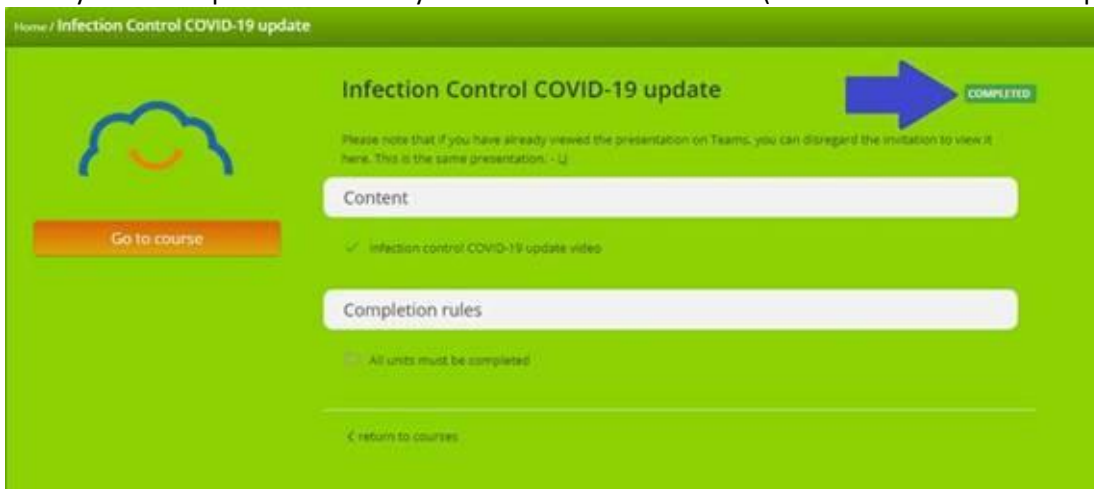 Home / Infection Control COVID-19 update
Infection Control COVID-19 update
COMPLETED
Please note that if you have already viewed the presentation on Teams, you can disregard the invitation to view it
here. This is the same presentation. - LJ
Content
Go to course
Infection control COVID-19 update video
Completion rules
All units must be completed
return to courses